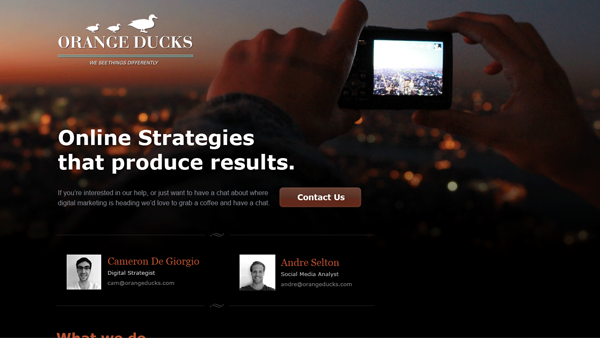 ORANGE DUCKS
WE SEE THINGS DIFFERENTLY
Online Strategies
that produce results.
If you're interested in our help, or just want to have a chat about where
digital marketing is heading we'd love to grab a coffee and have a chat.
Contact Us
Cameron De Giorgio
Digital Strategist
cam@orangeducks.com
Andre Selton
Social Media Analyst
andre@orangeducks.com
What we do